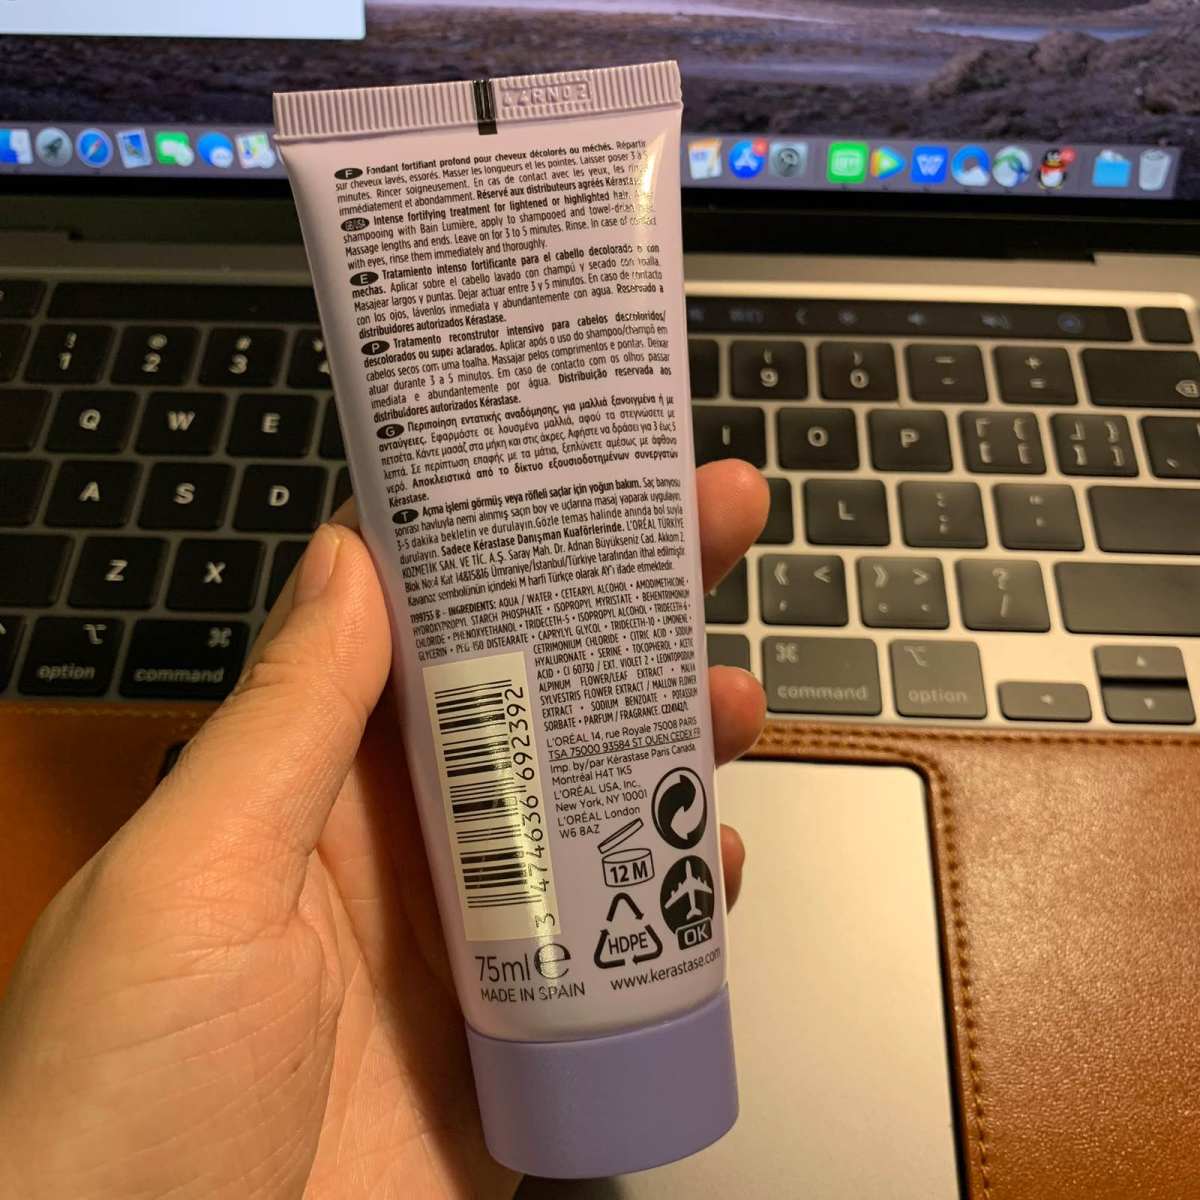 44RN02
F Fondant fortifiant profond pour cheveux décolorés ou méchés. Répartir
sur cheveux lavés, essorés. Masser les longueurs et les pointes. Laisser poser 3 à 5
minutes. Rincer soigneusement. En cas de contact avec les yeux, les rincer
immédiatement et abondamment. Réservé aux distributeurs agréés Kérastase.
Intense fortifying treatment for lightened or highlighted hair. After
shampooing with Bain Lumière, apply to shampooed and towel-dried hair.
Massage lengths and ends. Leave on for 3 to 5 minutes. Rinse. In case of contact
with eyes, rinse them immediately and thoroughly.
E Tratamiento intenso fortificante para el cabello decolorado o con
mechas. Aplicar sobre el cabello lavado con champú y secado con toalla.
Masajear largos y puntas. Dejar actuar entre 3 y 5 minutos. En caso de contacto
con los ojos, lávenlos inmediata y abundantemente con agua. Reservado a
distribuidores autorizados Kérastase.
P Tratamento reconstrutor intensivo para cabelos descoloridos/
descolorados ou super aclarados. Aplicar após o uso do shampoo/champô em
cabelos secos com uma toalha. Massajar pelos comprimentos e pontas. Deixar
atuar durante 3 a 5 minutos. Em caso de contacto com os olhos passar
imediata e abundantemente por água. Distribuição reservada aos
distribuidores autorizados Kérastase.
G Περιποίηση εντατικής αναδόμησης, για μαλλιά ξανοιγμένα ή με
ανταύγειες. Εφαρμόστε σε λουσμένα μαλλιά, αφού τα στεγνώσετε με
πετσέτα. Κάντε μασάζ στα μήκη και στις άκρες. Αφήστε να δράσει για 3 έως 5
λεπτά. Σε περίπτωση επαφής με τα μάτια, ξεπλύνετε αμέσως με άφθονο
νερό. Αποκλειστικά από το δίκτυο εξουσιοδοτημένων συνεργατών
Kérastase.
T Açma işlemi görmüş veya röfleli saçlar için yoğun bakım. Saç banyosu
sonrası havluyla nemi alınmış saçın boy ve uçlarına masaj yaparak uygulayın.
3-5 dakika bekletin ve durulayın.Gözle temas halinde anında bol suyla
durulayın. Sadece Kérastase Danışman Kuaförlerinde. L'ORÉAL TÜRKİYE
KOZMETİK SAN. VE TİC. A.Ş. Saray Mah. Dr. Adnan Büyükdeniz Cad. Akkom 2.
Blok No:4 Kat 14&15&16 Ümraniye/İstanbul/Türkiye tarafından ithal edilmiştir.
Kavanoz sembolünün içindeki M harfi Türkçe olarak AY'ı ifade etmektedir.
1199755 B - INGREDIENTS: AQUA / WATER • CETEARYL ALCOHOL • AMODIMETHICONE •
HYDROXYPROPYL STARCH PHOSPHATE • ISOPROPYL MYRISTATE • BEHENTRIMONIUM
CHLORIDE • PHENOXYETHANOL • TRIDECETH-5 • ISOPROPYL ALCOHOL • TRIDECETH-6 •
GLYCERIN • PEG-150 DISTEARATE • CAPRYLYL GLYCOL • TRIDECETH-10 • LIMONENE •
CETRIMONIUM CHLORIDE • CITRIC ACID • SODIUM
HYALURONATE • SERINE • TOCOPHEROL • ACETIC
ACID • CI 60730 / EXT. VIOLET 2 • LEONTOPODIUM
ALPINUM FLOWER/LEAF EXTRACT • MALVA
SYLVESTRIS FLOWER EXTRACT / MALLOW FLOWER
EXTRACT • SODIUM BENZOATE • POTASSIUM
SORBATE • PARFUM / FRAGRANCE.
L'ORÉAL 14, rue Royale 75008 PARIS
TSA 75000 93584 ST OUEN CEDEX FR
Imp. by/par Kérastase Paris Canada,
Montréal H4T 1K5
L'ORÉAL USA, Inc.,
New York, NY 10001
L'ORÉAL London
W6 8AZ
3 474636 692392
12 M
HDPE
OK
75ml e
MADE IN SPAIN
www.kerastase.com
1
2
3
9
0
Q
W
E
I
O
P
A
S
D
L
Z
X
option
command
command
option